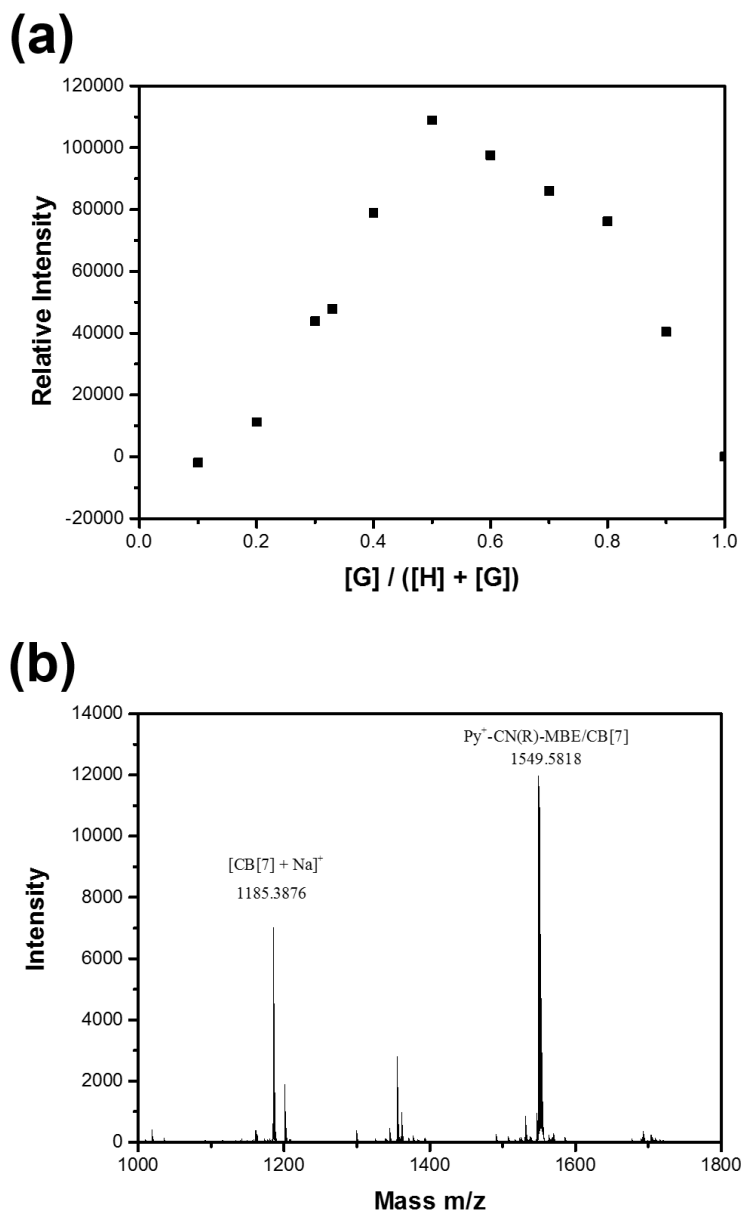 (a)
120000
100000
80000
60000
40000
20000
0
-20000
Relative Intensity
0.0 0.2 0.4 0.6 0.8 1.0
[G] / ([H] + [G])
(b)
14000
12000
10000
8000
6000
4000
2000
0
Intensity
Py⁺-CN(R)-MBE/CB[7]
1549.5818
[CB[7] + Na]⁺
1185.3876
1000 1200 1400 1600 1800
Mass m/z